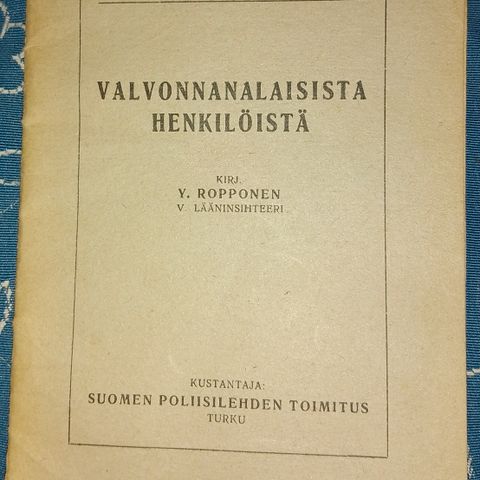 VALVONNANALAISISTA
HENKILÖISTÄ
KIRJ.
Y. ROPPONEN
V. LÄÄNINSIHTEERI
KUSTANTAJA:
SUOMEN POLIISILEHDEN TOIMITUS
TURKU